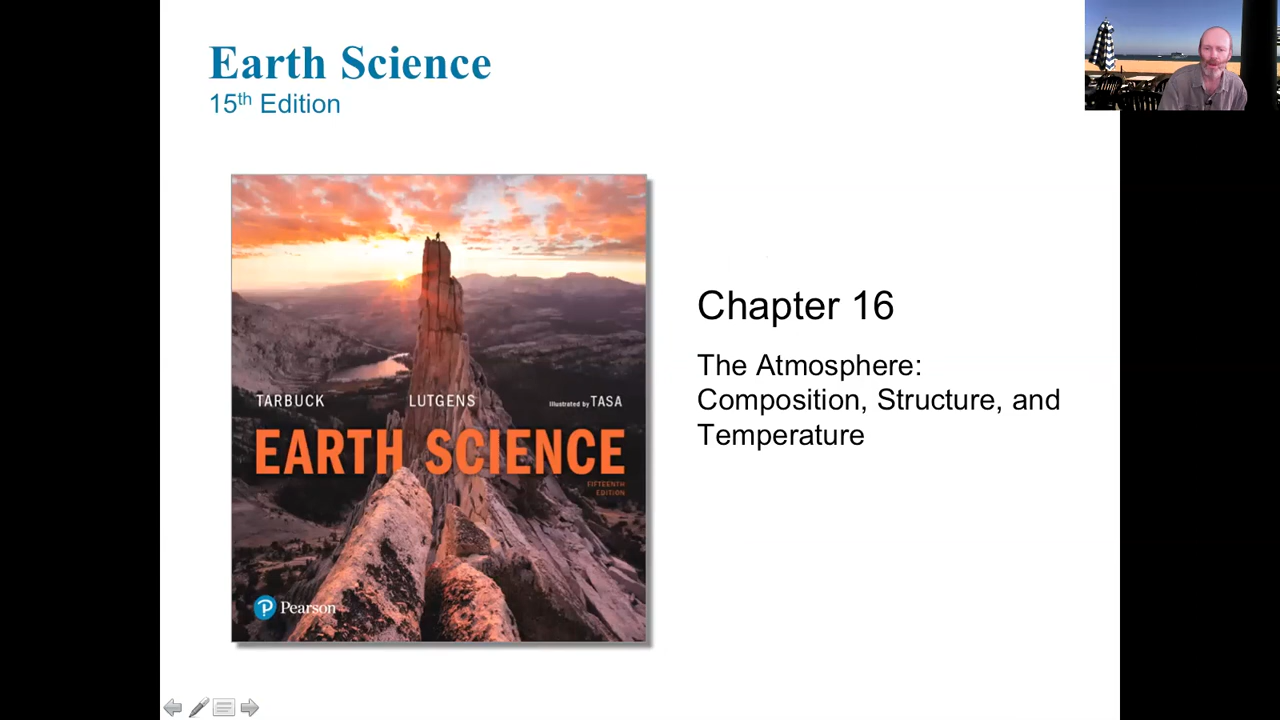 Earth Science
15th Edition
TARBUCK LUTGENS Illustrated by TASA
EARTH SCIENCE
FIFTEENTH
EDITION
Pearson
Chapter 16
The Atmosphere:
Composition, Structure, and
Temperature